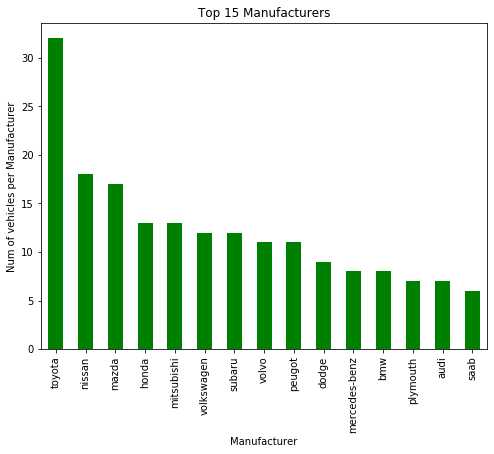 Top 15 Manufacturers
Num of vehicles per Manufacturer
30
25
20
15
10
5
0
toyota
nissan
mazda
honda
mitsubishi
volkswagen
subaru
volvo
peugot
dodge
mercedes-benz
bmw
plymouth
audi
saab
Manufacturer